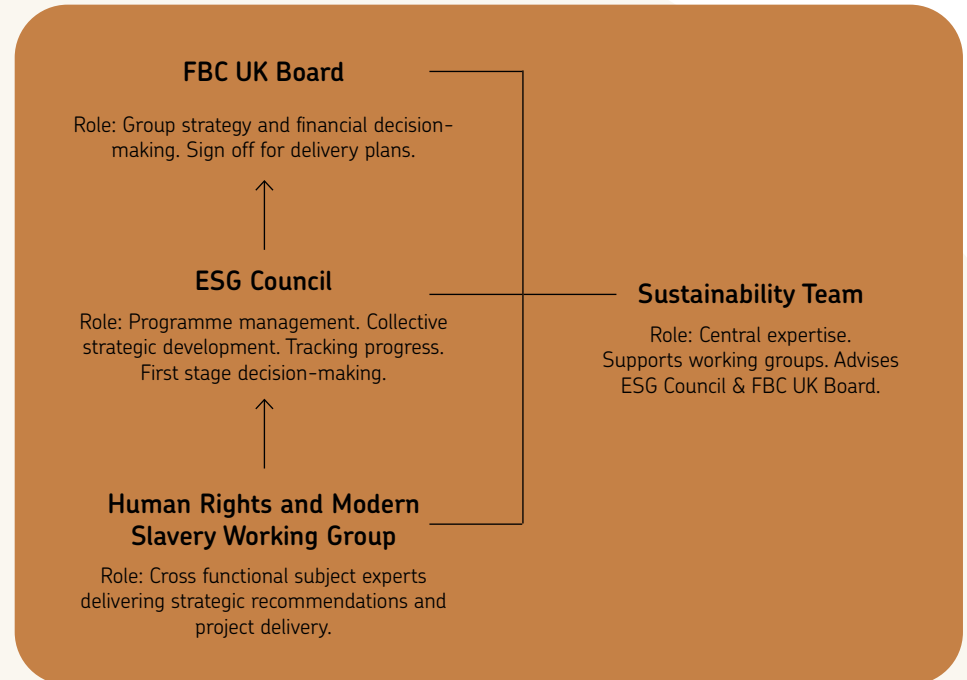 FBC UK Board
Role: Group strategy and financial decision-
making. Sign off for delivery plans.
ESG Council
Role: Programme management. Collective
strategic development. Tracking progress.
First stage decision-making.
Human Rights and Modern
Slavery Working Group
Role: Cross functional subject experts
delivering strategic recommendations and
project delivery.
Sustainability Team
Role: Central expertise.
Supports working groups. Advises
ESG Council & FBC UK Board.